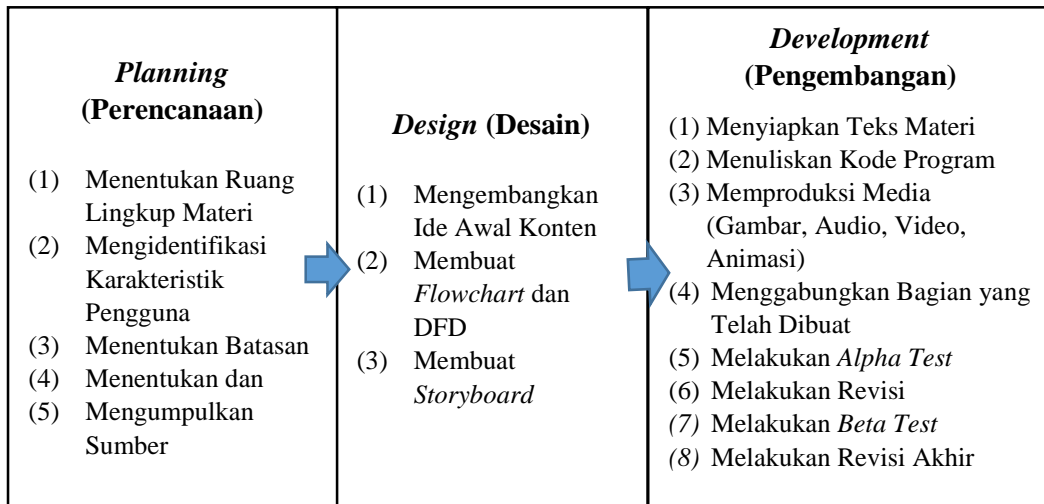 Planning
(Perencanaan)
(1) Menentukan Ruang
Lingkup Materi
(2) Mengidentifikasi
Karakteristik
Pengguna
(3) Menentukan Batasan
(4) Menentukan dan
(5) Mengumpulkan
Sumber
Design (Desain)
(1) Mengembangkan
Ide Awal Konten
(2) Membuat
Flowchart dan
DFD
(3) Membuat
Storyboard
Development
(Pengembangan)
(1) Menyiapkan Teks Materi
(2) Menuliskan Kode Program
(3) Memproduksi Media
(Gambar, Audio, Video,
Animasi)
(4) Menggabungkan Bagian yang
Telah Dibuat
(5) Melakukan Alpha Test
(6) Melakukan Revisi
(7) Melakukan Beta Test
(8) Melakukan Revisi Akhir